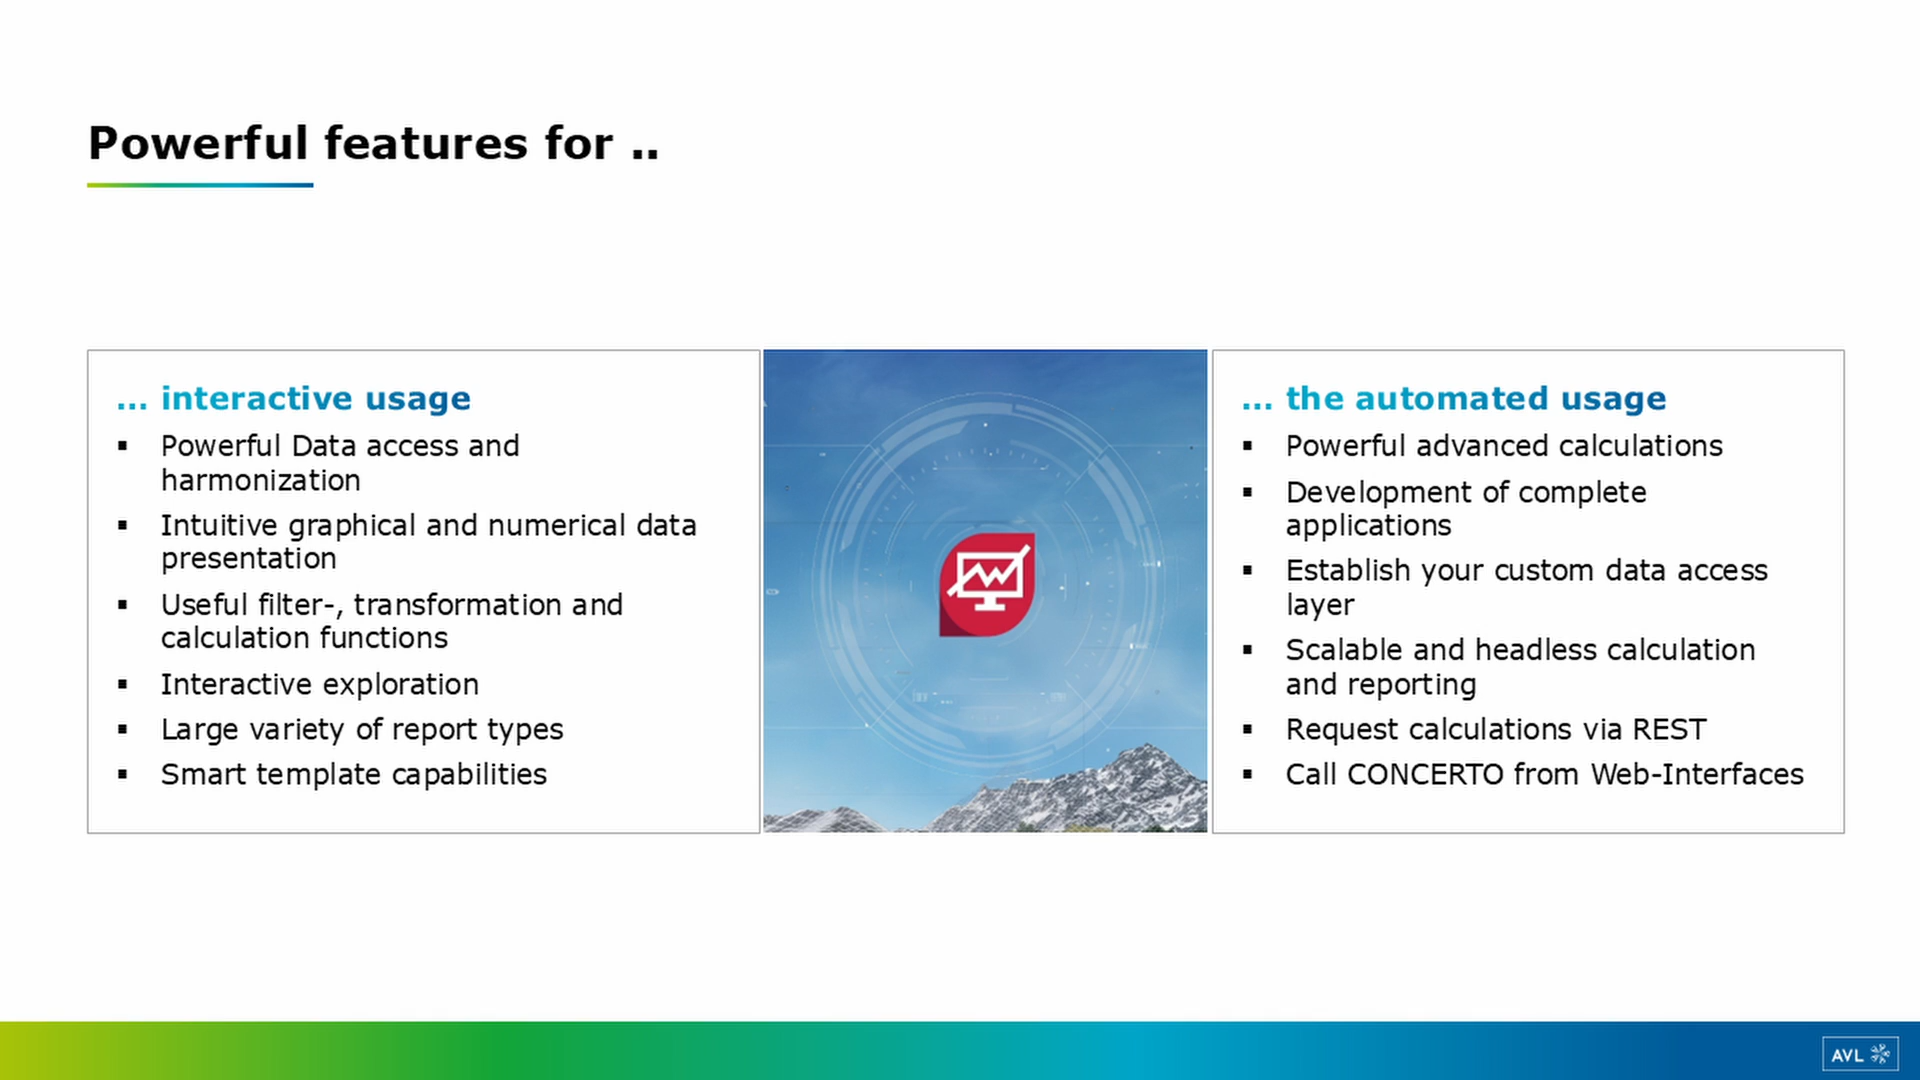 Powerful features for ..
... interactive usage
▪ Powerful Data access and
harmonization
▪ Intuitive graphical and numerical data
presentation
▪ Useful filter-, transformation and
calculation functions
▪ Interactive exploration
▪ Large variety of report types
▪ Smart template capabilities
... the automated usage
▪ Powerful advanced calculations
▪ Development of complete
applications
▪ Establish your custom data access
layer
▪ Scalable and headless calculation
and reporting
▪ Request calculations via REST
▪ Call CONCERTO from Web-Interfaces
AVL